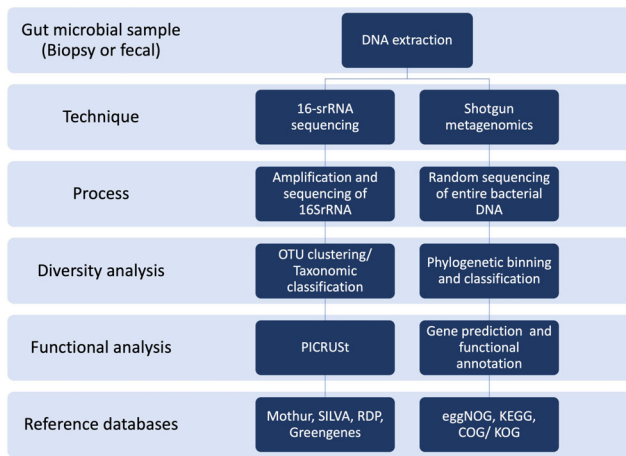 Gut microbial sample
(Biopsy or fecal)
DNA extraction
Technique
16-srRNA
sequencing
Shotgun
metagenomics
Process
Amplification and
sequencing of
16SrRNA
Random sequencing
of entire bacterial
DNA
Diversity analysis
OTU clustering/
Taxonomic
classification
Phylogenetic binning
and classification
Functional analysis
PICRUSt
Gene prediction and
functional
annotation
Reference databases
Mothur, SILVA, RDP,
Greengenes
eggNOG, KEGG,
COG/ KOG